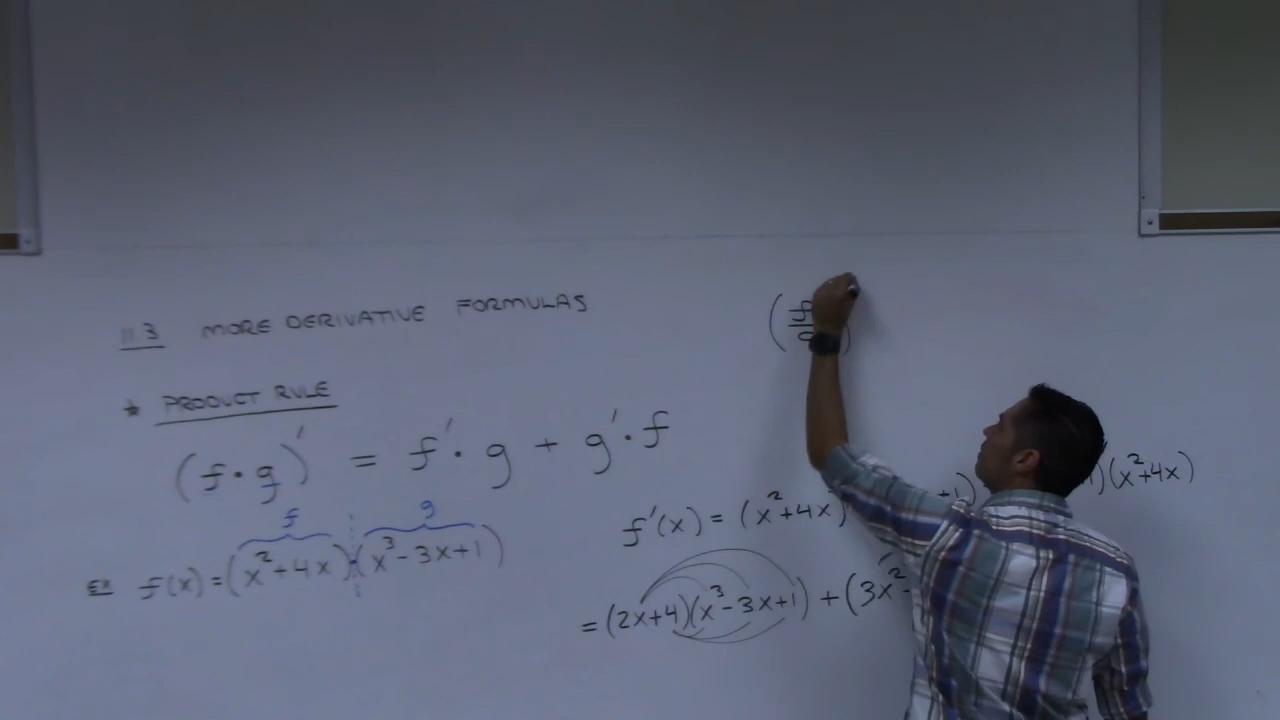 11.3 MORE DERIVATIVE FORMULAS
* PRODUCT RULE
(f · g)' = f' · g + g' · f
f g
Ex f(x) = (x² + 4x) · (x³ - 3x + 1)
(f/g)
f'(x) = (x² + 4x) +1) )(x² + 4x)
= (2x + 4)(x³ - 3x + 1) + (3x² -